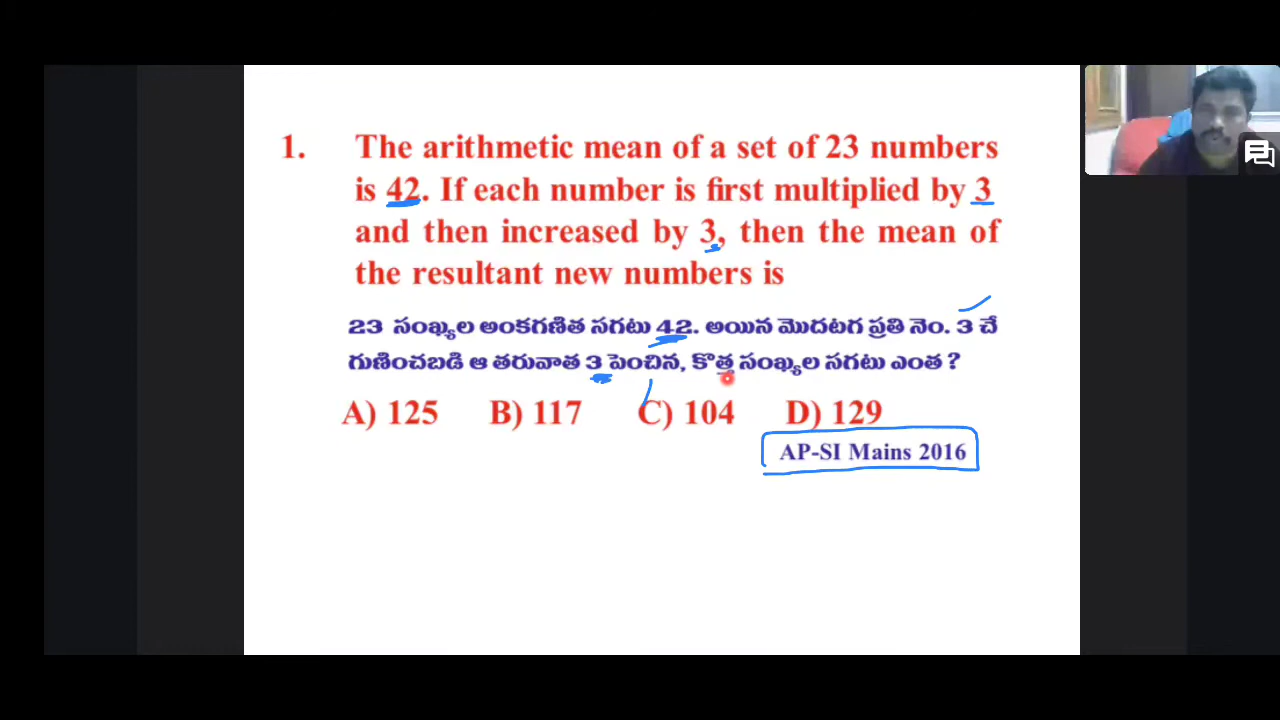 1. The arithmetic mean of a set of 23 numbers
is 42. If each number is first multiplied by 3
and then increased by 3, then the mean of
the resultant new numbers is
23 సంఖ్యల అంకగణిత సగటు 42. అయిన మొదటగ ప్రతి నెం. 3 చే
గుణించబడి ఆ తరువాత 3 పెంచిన, కొత్త సంఖ్యల సగటు ఎంత ?
A) 125 B) 117 C) 104 D) 129
AP-SI Mains 2016